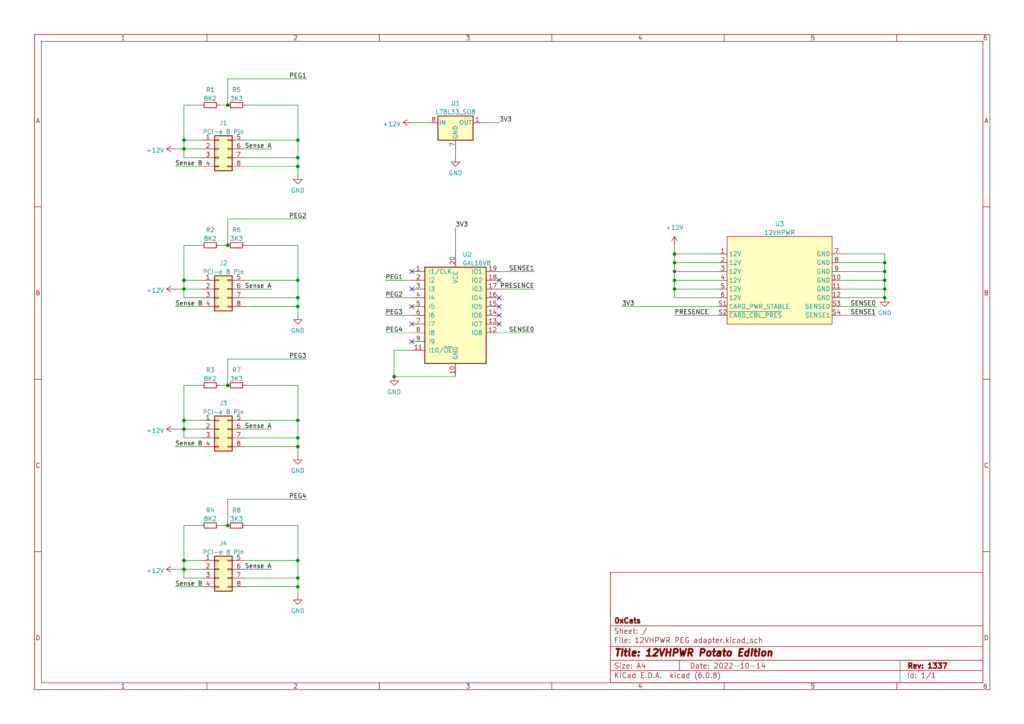 1 2 3 4 5 6
A A
B B
C C
D D
PEG1
R1 R5
8K2 3K3
J1
PCI-e 8 Pin
+12V
1 5
2 6 Sense A
3 7
Sense B 4 8
GND
PEG2
R2 R6
8K2 3K3
J2
PCI-e 8 Pin
+12V
1 5
2 6 Sense A
3 7
Sense B 4 8
GND
PEG3
R3 R7
8K2 3K3
J3
PCI-e 8 Pin
+12V
1 5
2 6 Sense A
3 7
Sense B 4 8
GND
PEG4
R4 R8
8K2 3K3
J4
PCI-e 8 Pin
+12V
1 5
2 6 Sense A
3 7
Sense B 4 8
GND
U1
L78L33_SO8
+12V 8 IN OUT 1 3V3
GND
7
GND
3V3
U2
GAL16V8
20
VCC
1 I1/CLK IO1 19 SENSE1
PEG1 2 I2 IO2 18
3 I3 IO3 17 PRESENCE
PEG2 4 I4 IO4 16
5 I5 IO5 15
PEG3 6 I6 IO6 14
7 I7 IO7 13
PEG4 8 I8 IO8 12 SENSE0
9 I9
11 I10/OE
GND
10
GND
+12V
U3
12VHPWR
1 12V GND 7
2 12V GND 8
3 12V GND 9
4 12V GND 10
5 12V GND 11
6 12V GND 12
3V3 S1 CARD_PWR_STABLE SENSE0 S3 SENSE0
PRESENCE S2 CARD_CBL_PRES SENSE1 S4 SENSE1
GND
0xCats
Sheet: /
File: 12VHPWR PEG adapter.kicad_sch
Title: 12VHPWR Potato Edition
Size: A4 Date: 2022-10-14 Rev: 1337
KiCad E.D.A. kicad (6.0.8) Id: 1/1
1 2 3 4 5 6